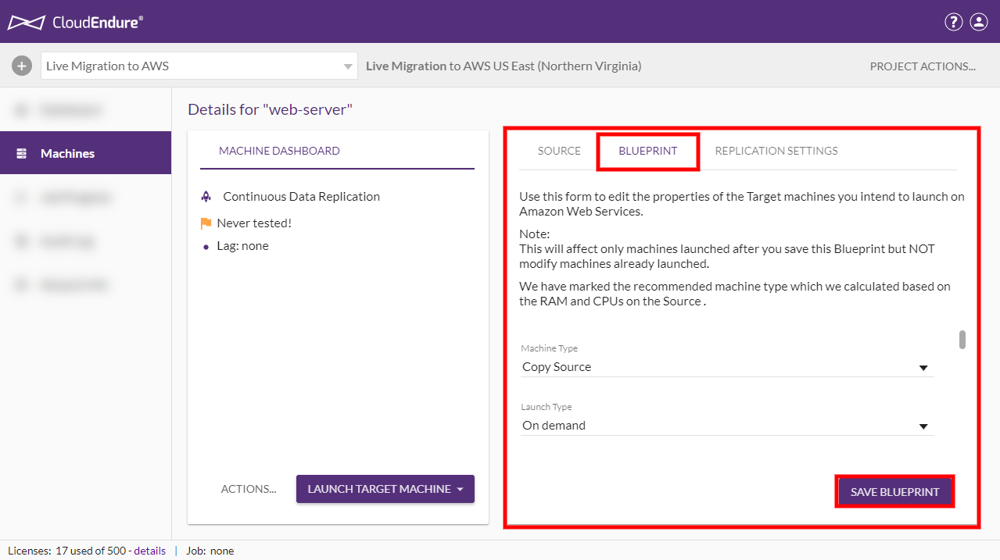 CloudEndure®
?
Live Migration to AWS
Live Migration to AWS US East (Northern Virginia)
PROJECT ACTIONS...
Machines
Details for "web-server"
MACHINE DASHBOARD
Continuous Data Replication
Never tested!
Lag: none
ACTIONS...
LAUNCH TARGET MACHINE
SOURCE
BLUEPRINT
REPLICATION SETTINGS
Use this form to edit the properties of the Target machines you intend to launch on
Amazon Web Services.
Note:
This will affect only machines launched after you save this Blueprint but NOT
modify machines already launched.
We have marked the recommended machine type which we calculated based on
the RAM and CPUs on the Source .
Machine Type
Copy Source
Launch Type
On demand
SAVE BLUEPRINT
Licenses: 17 used of 500 - details | Job: none